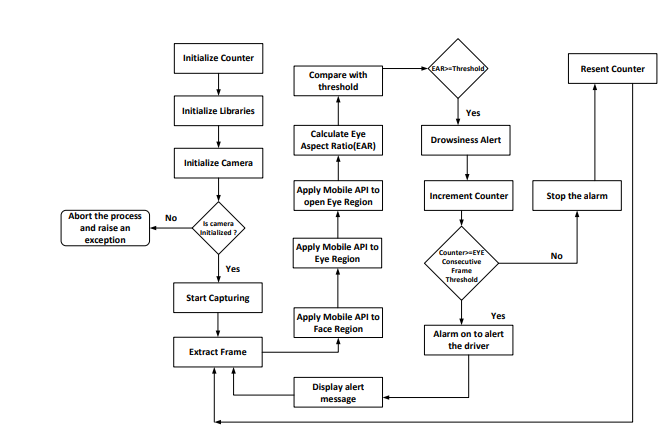 Initialize Counter
Initialize Libraries
Initialize Camera
Is camera
Initialized ?
No
Abort the process
and raise an
exception
Yes
Start Capturing
Extract Frame
Apply Mobile API to
Face Region
Apply Mobile API to
Eye Region
Apply Mobile API to
open Eye Region
Calculate Eye
Aspect Ratio(EAR)
Compare with
threshold
EAR>=Threshold
Yes
Drowsiness Alert
Increment Counter
Counter>=EYE
Consecutive
Frame
Threshold
No
Stop the alarm
Resent Counter
Yes
Alarm on to alert
the driver
Display alert
message